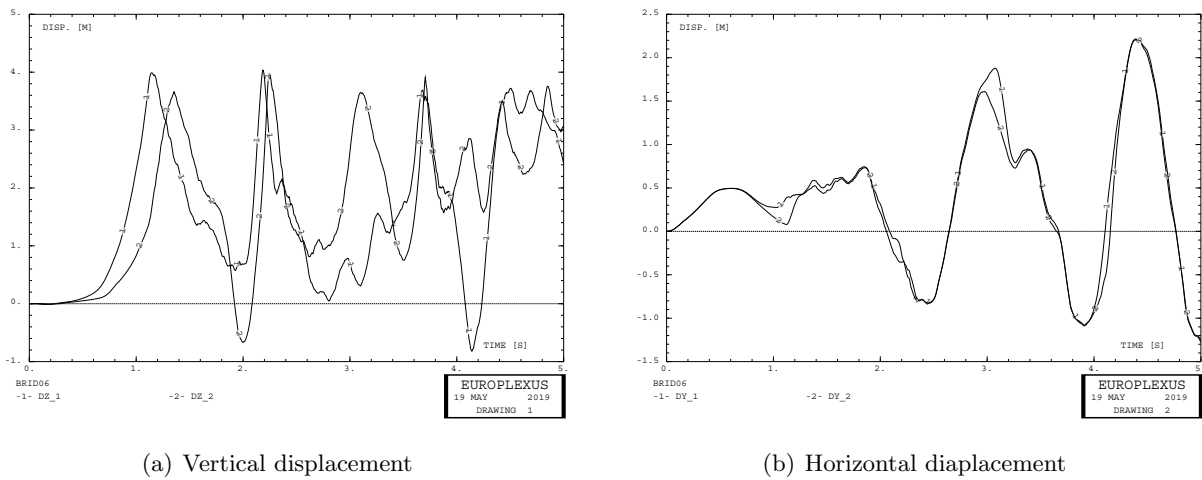 5.
DISP. [M]
4.
3.
2.
1.
0.
-1.
TIME [S]
0. 1. 2. 3. 4. 5.
BRID06
-1- DZ_1 -2- DZ_2
EUROPLEXUS
19 MAY 2019
DRAWING 1
(a) Vertical displacement
2.5
DISP. [M]
2.0
1.5
1.0
0.5
0.0
-0.5
-1.0
-1.5
TIME [S]
0. 1. 2. 3. 4. 5.
BRID06
-1- DY_1 -2- DY_2
EUROPLEXUS
19 MAY 2019
DRAWING 2
(b) Horizontal diaplacement